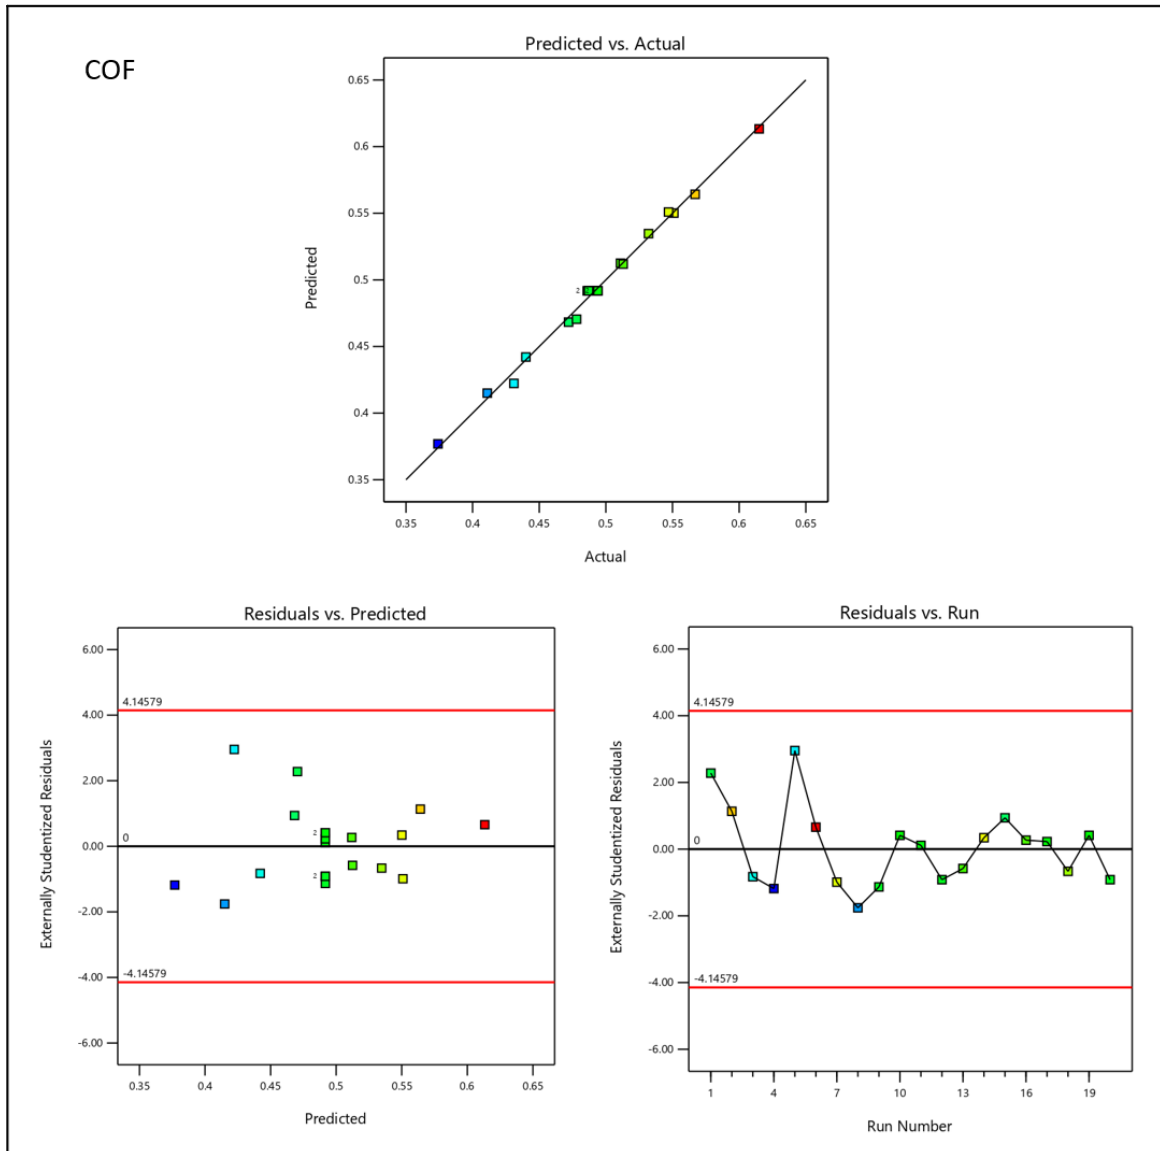 COF
Predicted vs. Actual
Predicted
0.65
0.6
0.55
0.5
0.45
0.4
0.35
2
0.35 0.4 0.45 0.5 0.55 0.6 0.65
Actual
Residuals vs. Predicted
Externally Studentized Residuals
6.00
4.00
2.00
0.00
-2.00
-4.00
-6.00
4.14579
0
-4.14579
2
2
0.35 0.4 0.45 0.5 0.55 0.6 0.65
Predicted
Residuals vs. Run
Externally Studentized Residuals
6.00
4.00
2.00
0.00
-2.00
-4.00
-6.00
4.14579
0
-4.14579
1 4 7 10 13 16 19
Run Number